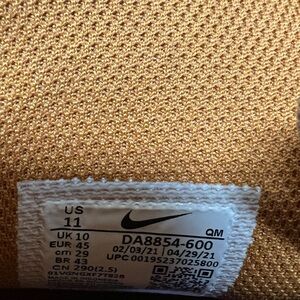 US
11
QM
UK 10
DA8854-600
EUR 45
02/03/21 04/29/21
cm 29
UPC 00195237025800
BR 43
CN 290(2.5)